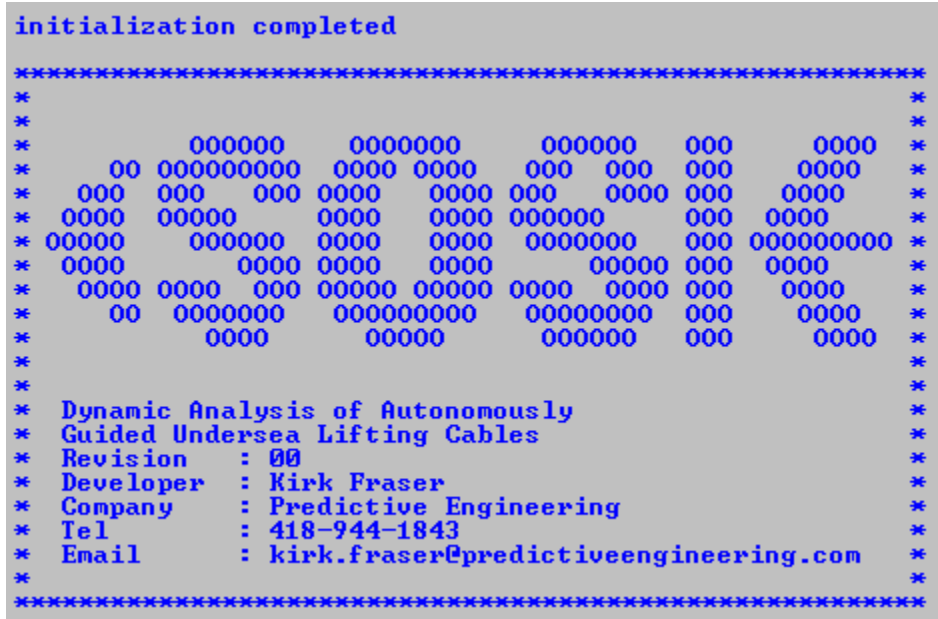 initialization completed
<SOSK
Dynamic Analysis of Autonomously
Guided Undersea Lifting Cables
Revision : 00
Developer : Kirk Fraser
Company : Predictive Engineering
Tel : 418-944-1843
Email : kirk.fraser@predictiveengineering.com